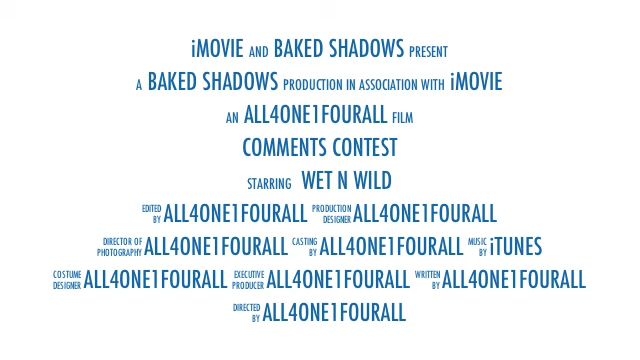 iMOVIE AND BAKED SHADOWS PRESENT
A BAKED SHADOWS PRODUCTION IN ASSOCIATION WITH iMOVIE
AN ALL4ONE1FOURALL FILM
COMMENTS CONTEST
STARRING WET N WILD
EDITED BY ALL4ONE1FOURALL PRODUCTION DESIGNER ALL4ONE1FOURALL
DIRECTOR OF PHOTOGRAPHY ALL4ONE1FOURALL CASTING BY ALL4ONE1FOURALL MUSIC BY iTUNES
COSTUME DESIGNER ALL4ONE1FOURALL EXECUTIVE PRODUCER ALL4ONE1FOURALL WRITTEN BY ALL4ONE1FOURALL
DIRECTED BY ALL4ONE1FOURALL